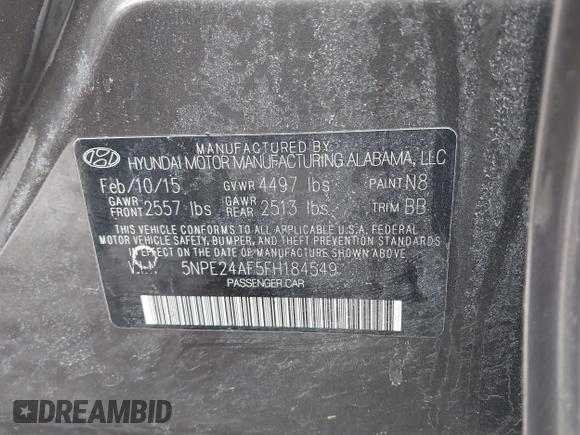 MANUFACTURED BY
HYUNDAI MOTOR MANUFACTURING ALABAMA, LLC
Feb/10/15 GVWR 4497 lbs PAINT N8
GAWR FRONT 2557 lbs GAWR REAR 2513 lbs TRIM BB
THIS VEHICLE CONFORMS TO ALL APPLICABLE U.S.A. FEDERAL
MOTOR VEHICLE SAFETY, BUMPER, AND THEFT PREVENTION STANDARDS
IN EFFECT ON THE DATE OF MANUFACTURE SHOWN ABOVE.
5NPE24AF5FH184549
PASSENGER CAR
DREAMBID